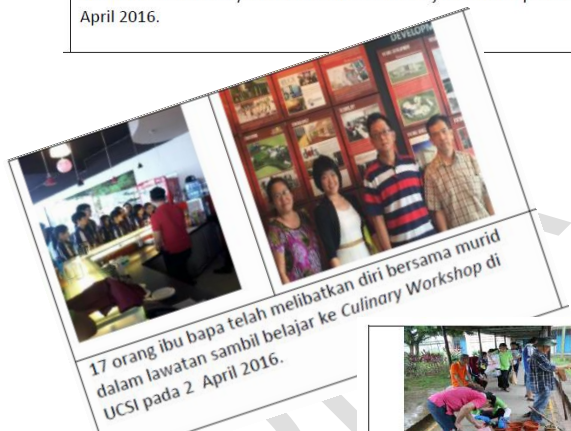 April 2016.
DEVELOPM
17 orang ibu bapa telah melibatkan diri bersama murid
dalam lawatan sambil belajar ke Culinary Workshop di
UCSI pada 2 April 2016.